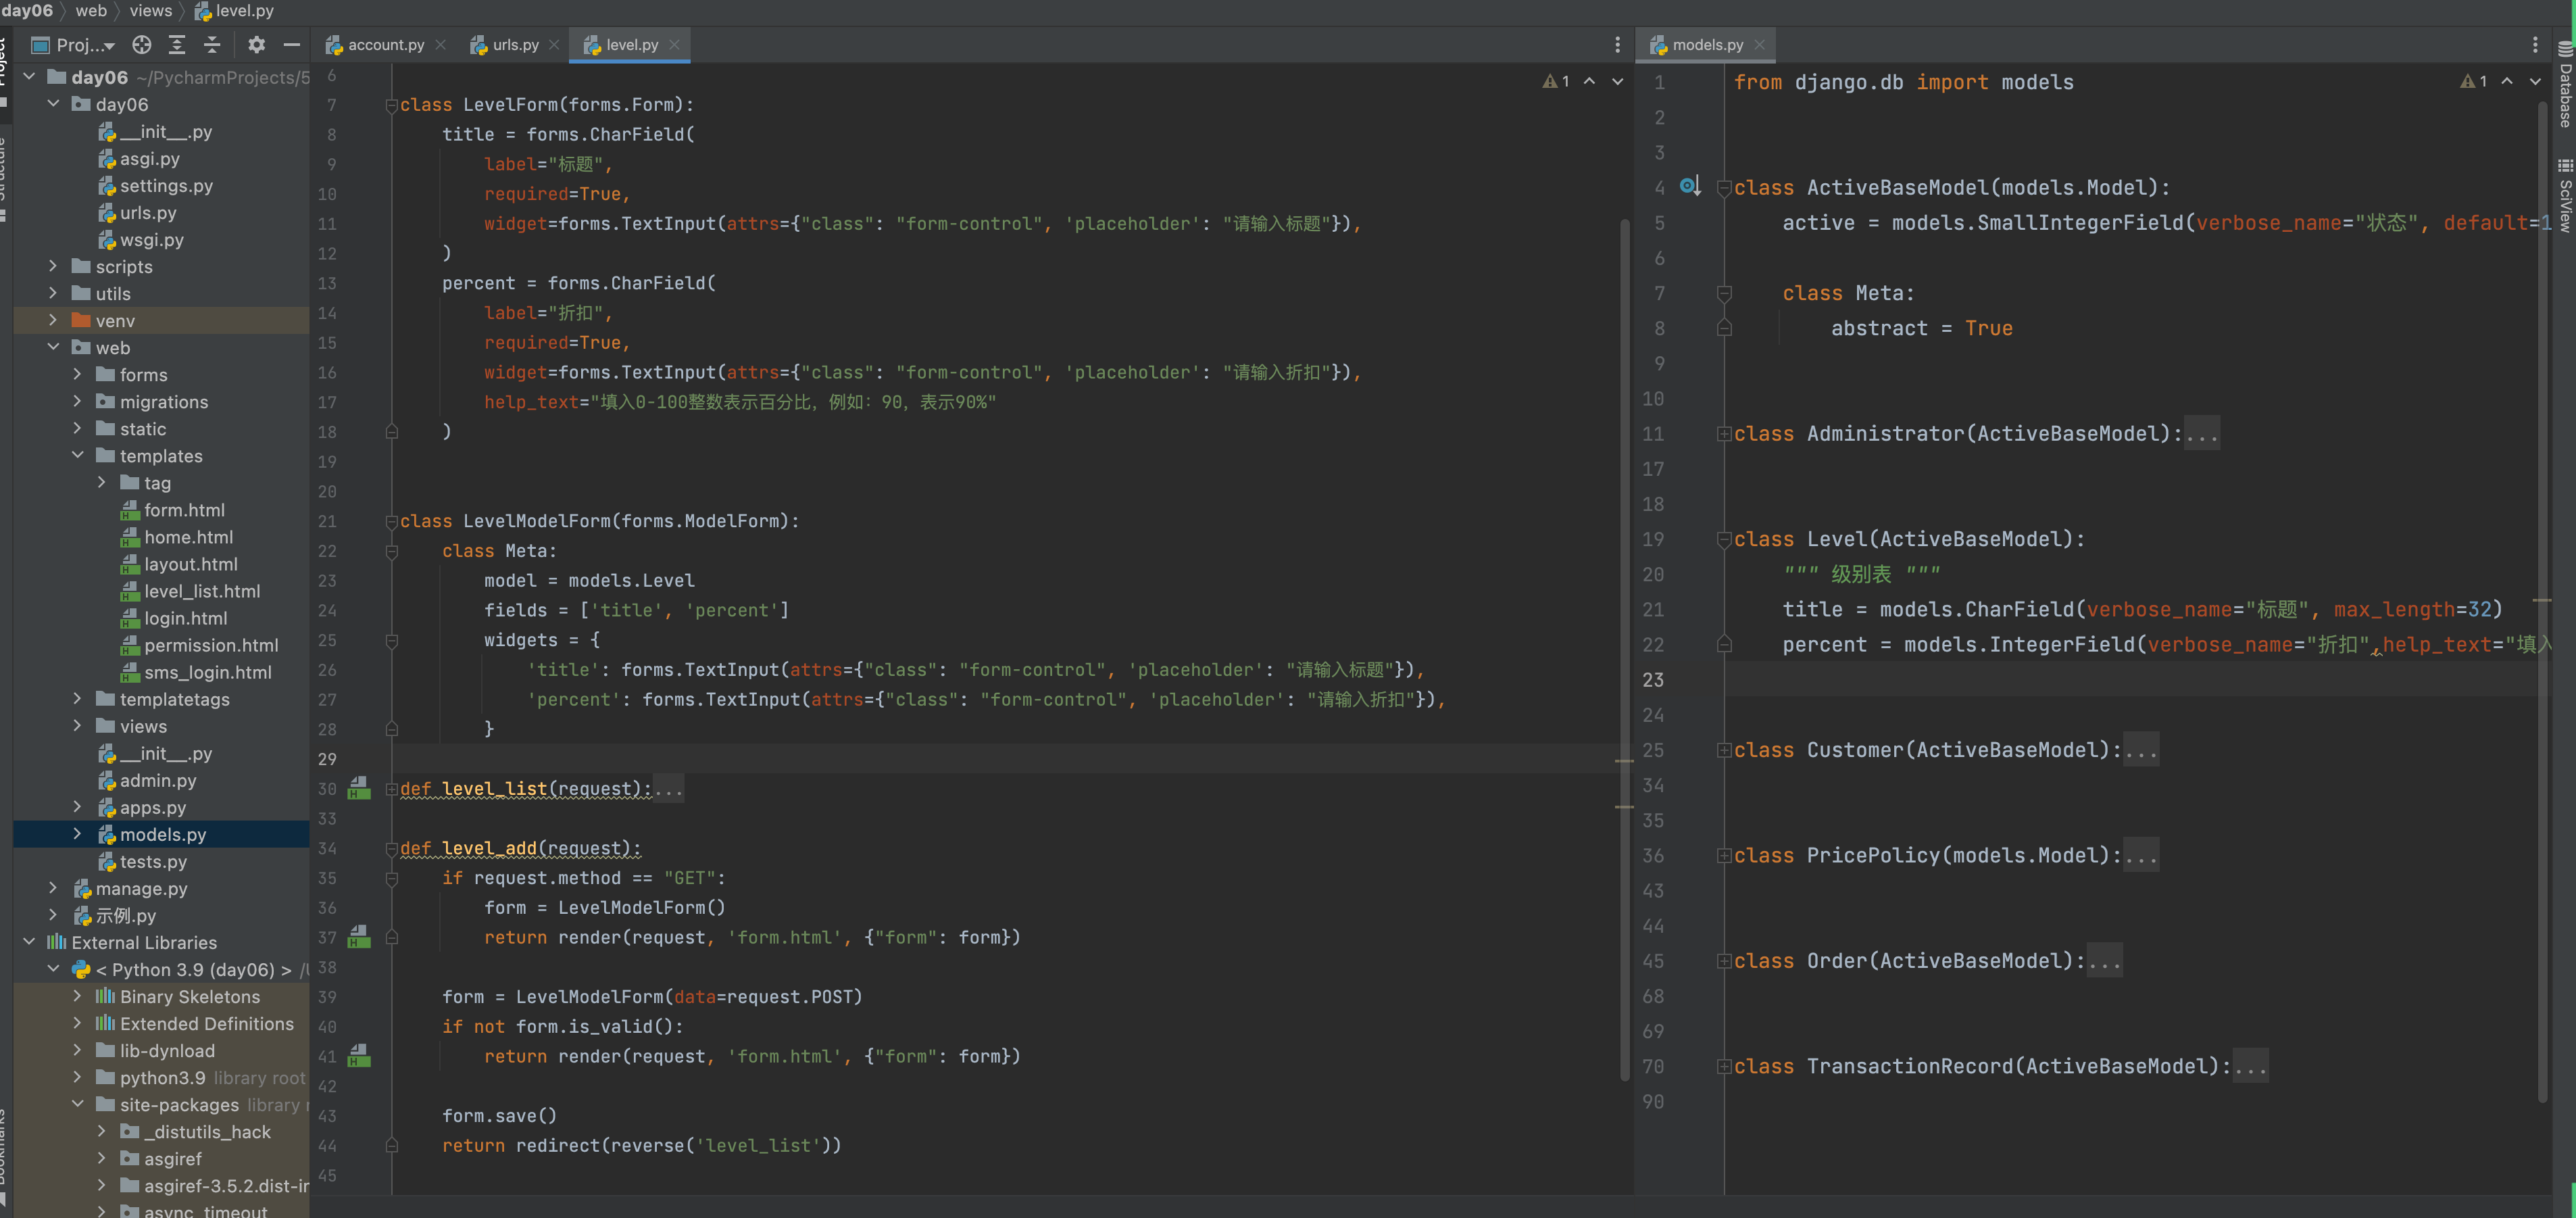 day06 web views level.py
Project
Structure
Proj...
day06 ~/PycharmProjects/5
day06
__init__.py
asgi.py
settings.py
urls.py
wsgi.py
scripts
utils
venv
web
forms
migrations
static
templates
tag
form.html
home.html
layout.html
level_list.html
login.html
permission.html
sms_login.html
templatetags
views
__init__.py
admin.py
apps.py
models.py
tests.py
manage.py
示例.py
External Libraries
< Python 3.9 (day06) >
Binary Skeletons
Extended Definitions
lib-dynload
python3.9 library root
site-packages library r
_distutils_hack
asgiref
asgiref-3.5.2.dist-in
async_timeout
account.py urls.py level.py
1
6
7 class LevelForm(forms.Form):
8 title = forms.CharField(
9 label="标题",
10 required=True,
11 widget=forms.TextInput(attrs={"class": "form-control", 'placeholder': "请输入标题"}),
12 )
13 percent = forms.CharField(
14 label="折扣",
15 required=True,
16 widget=forms.TextInput(attrs={"class": "form-control", 'placeholder': "请输入折扣"}),
17 help_text="填入0-100整数表示百分比，例如：90，表示90%"
18 )
19
20
21 class LevelModelForm(forms.ModelForm):
22 class Meta:
23 model = models.Level
24 fields = ['title', 'percent']
25 widgets = {
26 'title': forms.TextInput(attrs={"class": "form-control", 'placeholder': "请输入标题"}),
27 'percent': forms.TextInput(attrs={"class": "form-control", 'placeholder': "请输入折扣"}),
28 }
29
30 def level_list(request):...
33
34 def level_add(request):
35 if request.method == "GET":
36 form = LevelModelForm()
37 return render(request, 'form.html', {"form": form})
38
39 form = LevelModelForm(data=request.POST)
40 if not form.is_valid():
41 return render(request, 'form.html', {"form": form})
42
43 form.save()
44 return redirect(reverse('level_list'))
45
models.py
1
1 from django.db import models
2
3
4 class ActiveBaseModel(models.Model):
5 active = models.SmallIntegerField(verbose_name="状态", default=1
6
7 class Meta:
8 abstract = True
9
10
11 class Administrator(ActiveBaseModel):...
17
18
19 class Level(ActiveBaseModel):
20 """ 级别表 """
21 title = models.CharField(verbose_name="标题", max_length=32)
22 percent = models.IntegerField(verbose_name="折扣",help_text="填入
23
24
25 class Customer(ActiveBaseModel):...
34
35
36 class PricePolicy(models.Model):...
43
44
45 class Order(ActiveBaseModel):...
68
69
70 class TransactionRecord(ActiveBaseModel):...
90
Database
SciView